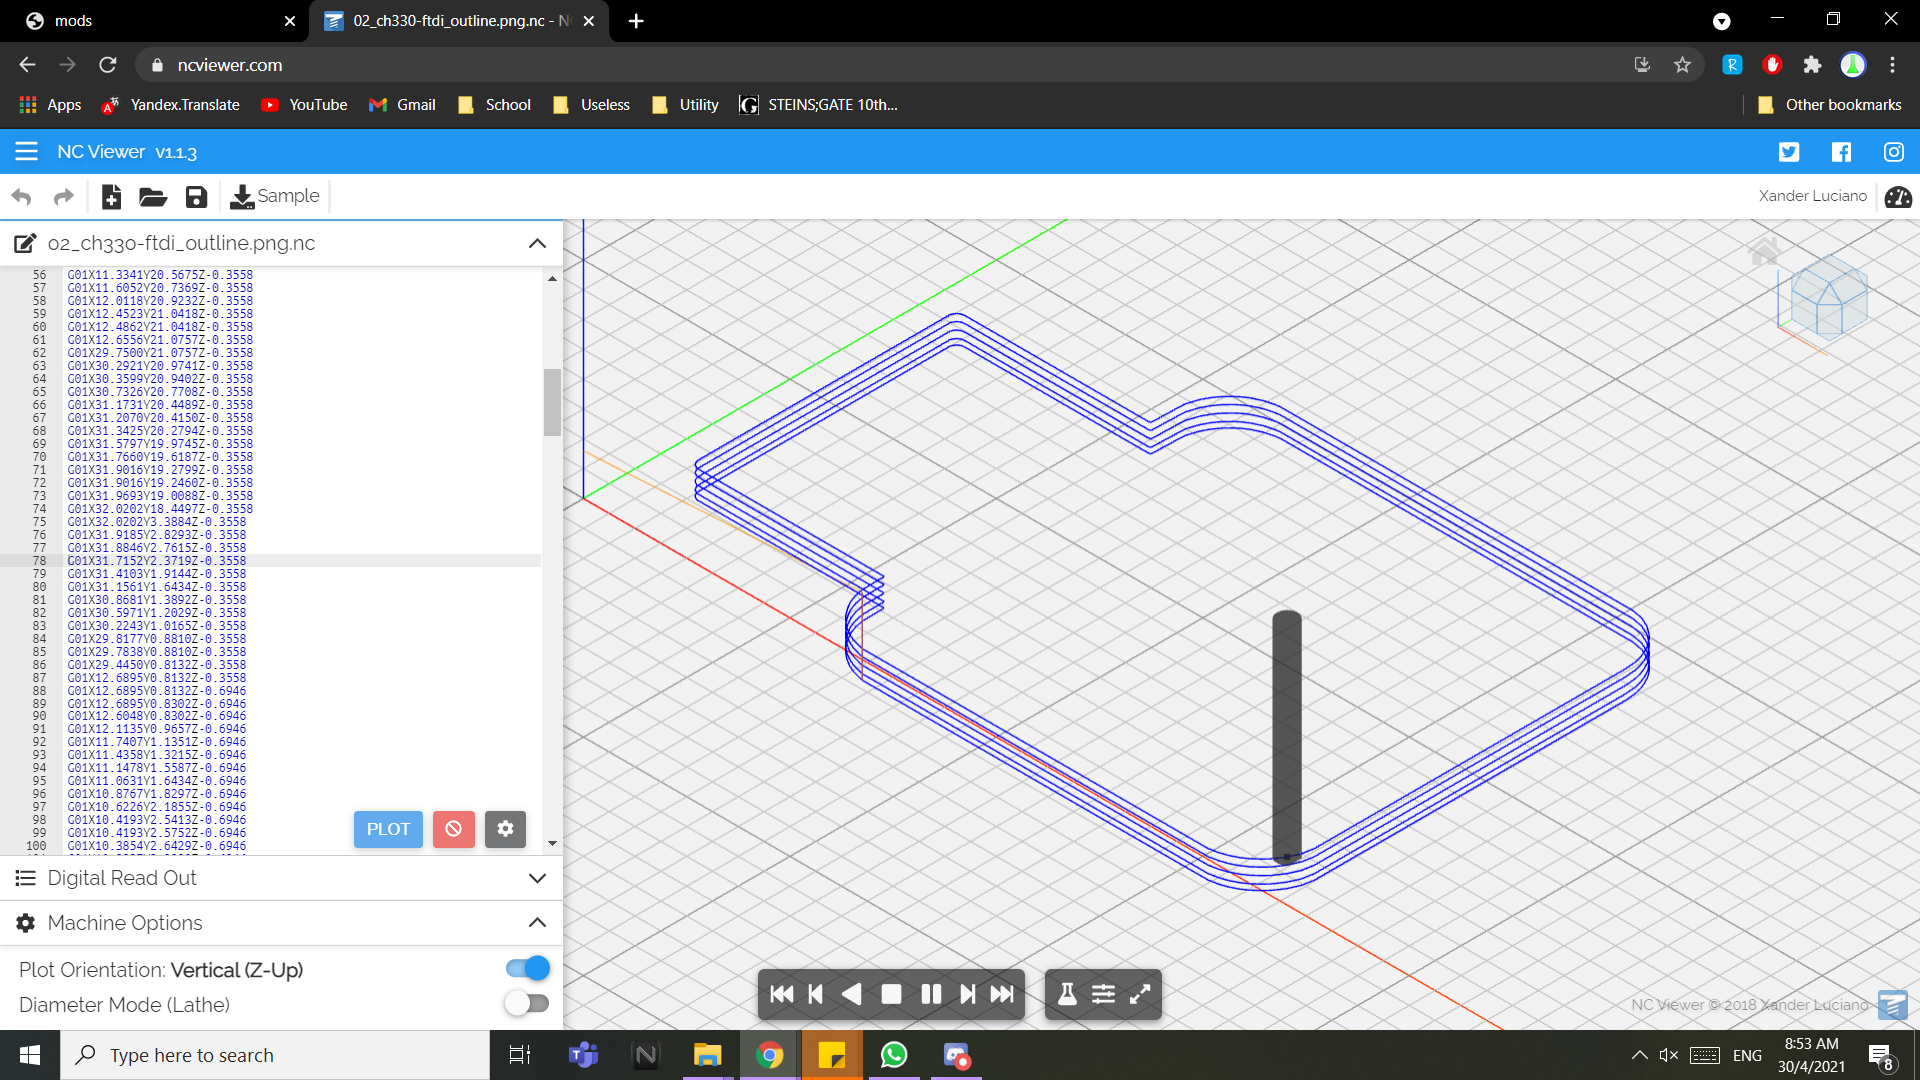 mods
02_ch330-ftdi_outline.png.nc - N
ncviewer.com
Apps
Yandex.Translate
YouTube
Gmail
School
Useless
Utility
STEINS;GATE 10th...
Other bookmarks
NC Viewer v1.1.3
Sample
Xander Luciano
02_ch330-ftdi_outline.png.nc
56 G01X11.3341Y20.5675Z-0.3558
57 G01X11.6052Y20.7369Z-0.3558
58 G01X12.0118Y20.9232Z-0.3558
59 G01X12.4523Y21.0418Z-0.3558
60 G01X12.4862Y21.0418Z-0.3558
61 G01X12.6556Y21.0757Z-0.3558
62 G01X29.7500Y21.0757Z-0.3558
63 G01X30.2921Y20.9741Z-0.3558
64 G01X30.3599Y20.9402Z-0.3558
65 G01X30.7326Y20.7708Z-0.3558
66 G01X31.1731Y20.4489Z-0.3558
67 G01X31.2070Y20.4150Z-0.3558
68 G01X31.3425Y20.2794Z-0.3558
69 G01X31.5797Y19.9745Z-0.3558
70 G01X31.7660Y19.6187Z-0.3558
71 G01X31.9016Y19.2799Z-0.3558
72 G01X31.9016Y19.2460Z-0.3558
73 G01X31.9693Y19.0088Z-0.3558
74 G01X32.0202Y18.4497Z-0.3558
75 G01X32.0202Y3.3884Z-0.3558
76 G01X31.9185Y2.8293Z-0.3558
77 G01X31.8846Y2.7615Z-0.3558
78 G01X31.7152Y2.3719Z-0.3558
79 G01X31.4103Y1.9144Z-0.3558
80 G01X31.1561Y1.6434Z-0.3558
81 G01X30.8681Y1.3892Z-0.3558
82 G01X30.5971Y1.2029Z-0.3558
83 G01X30.2243Y1.0165Z-0.3558
84 G01X29.8177Y0.8810Z-0.3558
85 G01X29.7838Y0.8810Z-0.3558
86 G01X29.4450Y0.8132Z-0.3558
87 G01X12.6895Y0.8132Z-0.3558
88 G01X12.6895Y0.8132Z-0.6946
89 G01X12.6895Y0.8302Z-0.6946
90 G01X12.6048Y0.8302Z-0.6946
91 G01X12.1135Y0.9657Z-0.6946
92 G01X11.7407Y1.1351Z-0.6946
93 G01X11.4358Y1.3215Z-0.6946
94 G01X11.1478Y1.5587Z-0.6946
95 G01X11.0631Y1.6434Z-0.6946
96 G01X10.8767Y1.8297Z-0.6946
97 G01X10.6226Y2.1855Z-0.6946
98 G01X10.4193Y2.5413Z-0.6946
99 G01X10.4193Y2.5752Z-0.6946
100 G01X10.3854Y2.6429Z-0.6946
PLOT
Digital Read Out
Machine Options
Plot Orientation: Vertical (Z-Up)
Diameter Mode (Lathe)
NC Viewer © 2018 Xander Luciano
Type here to search
ENG
8:53 AM
30/4/2021
8